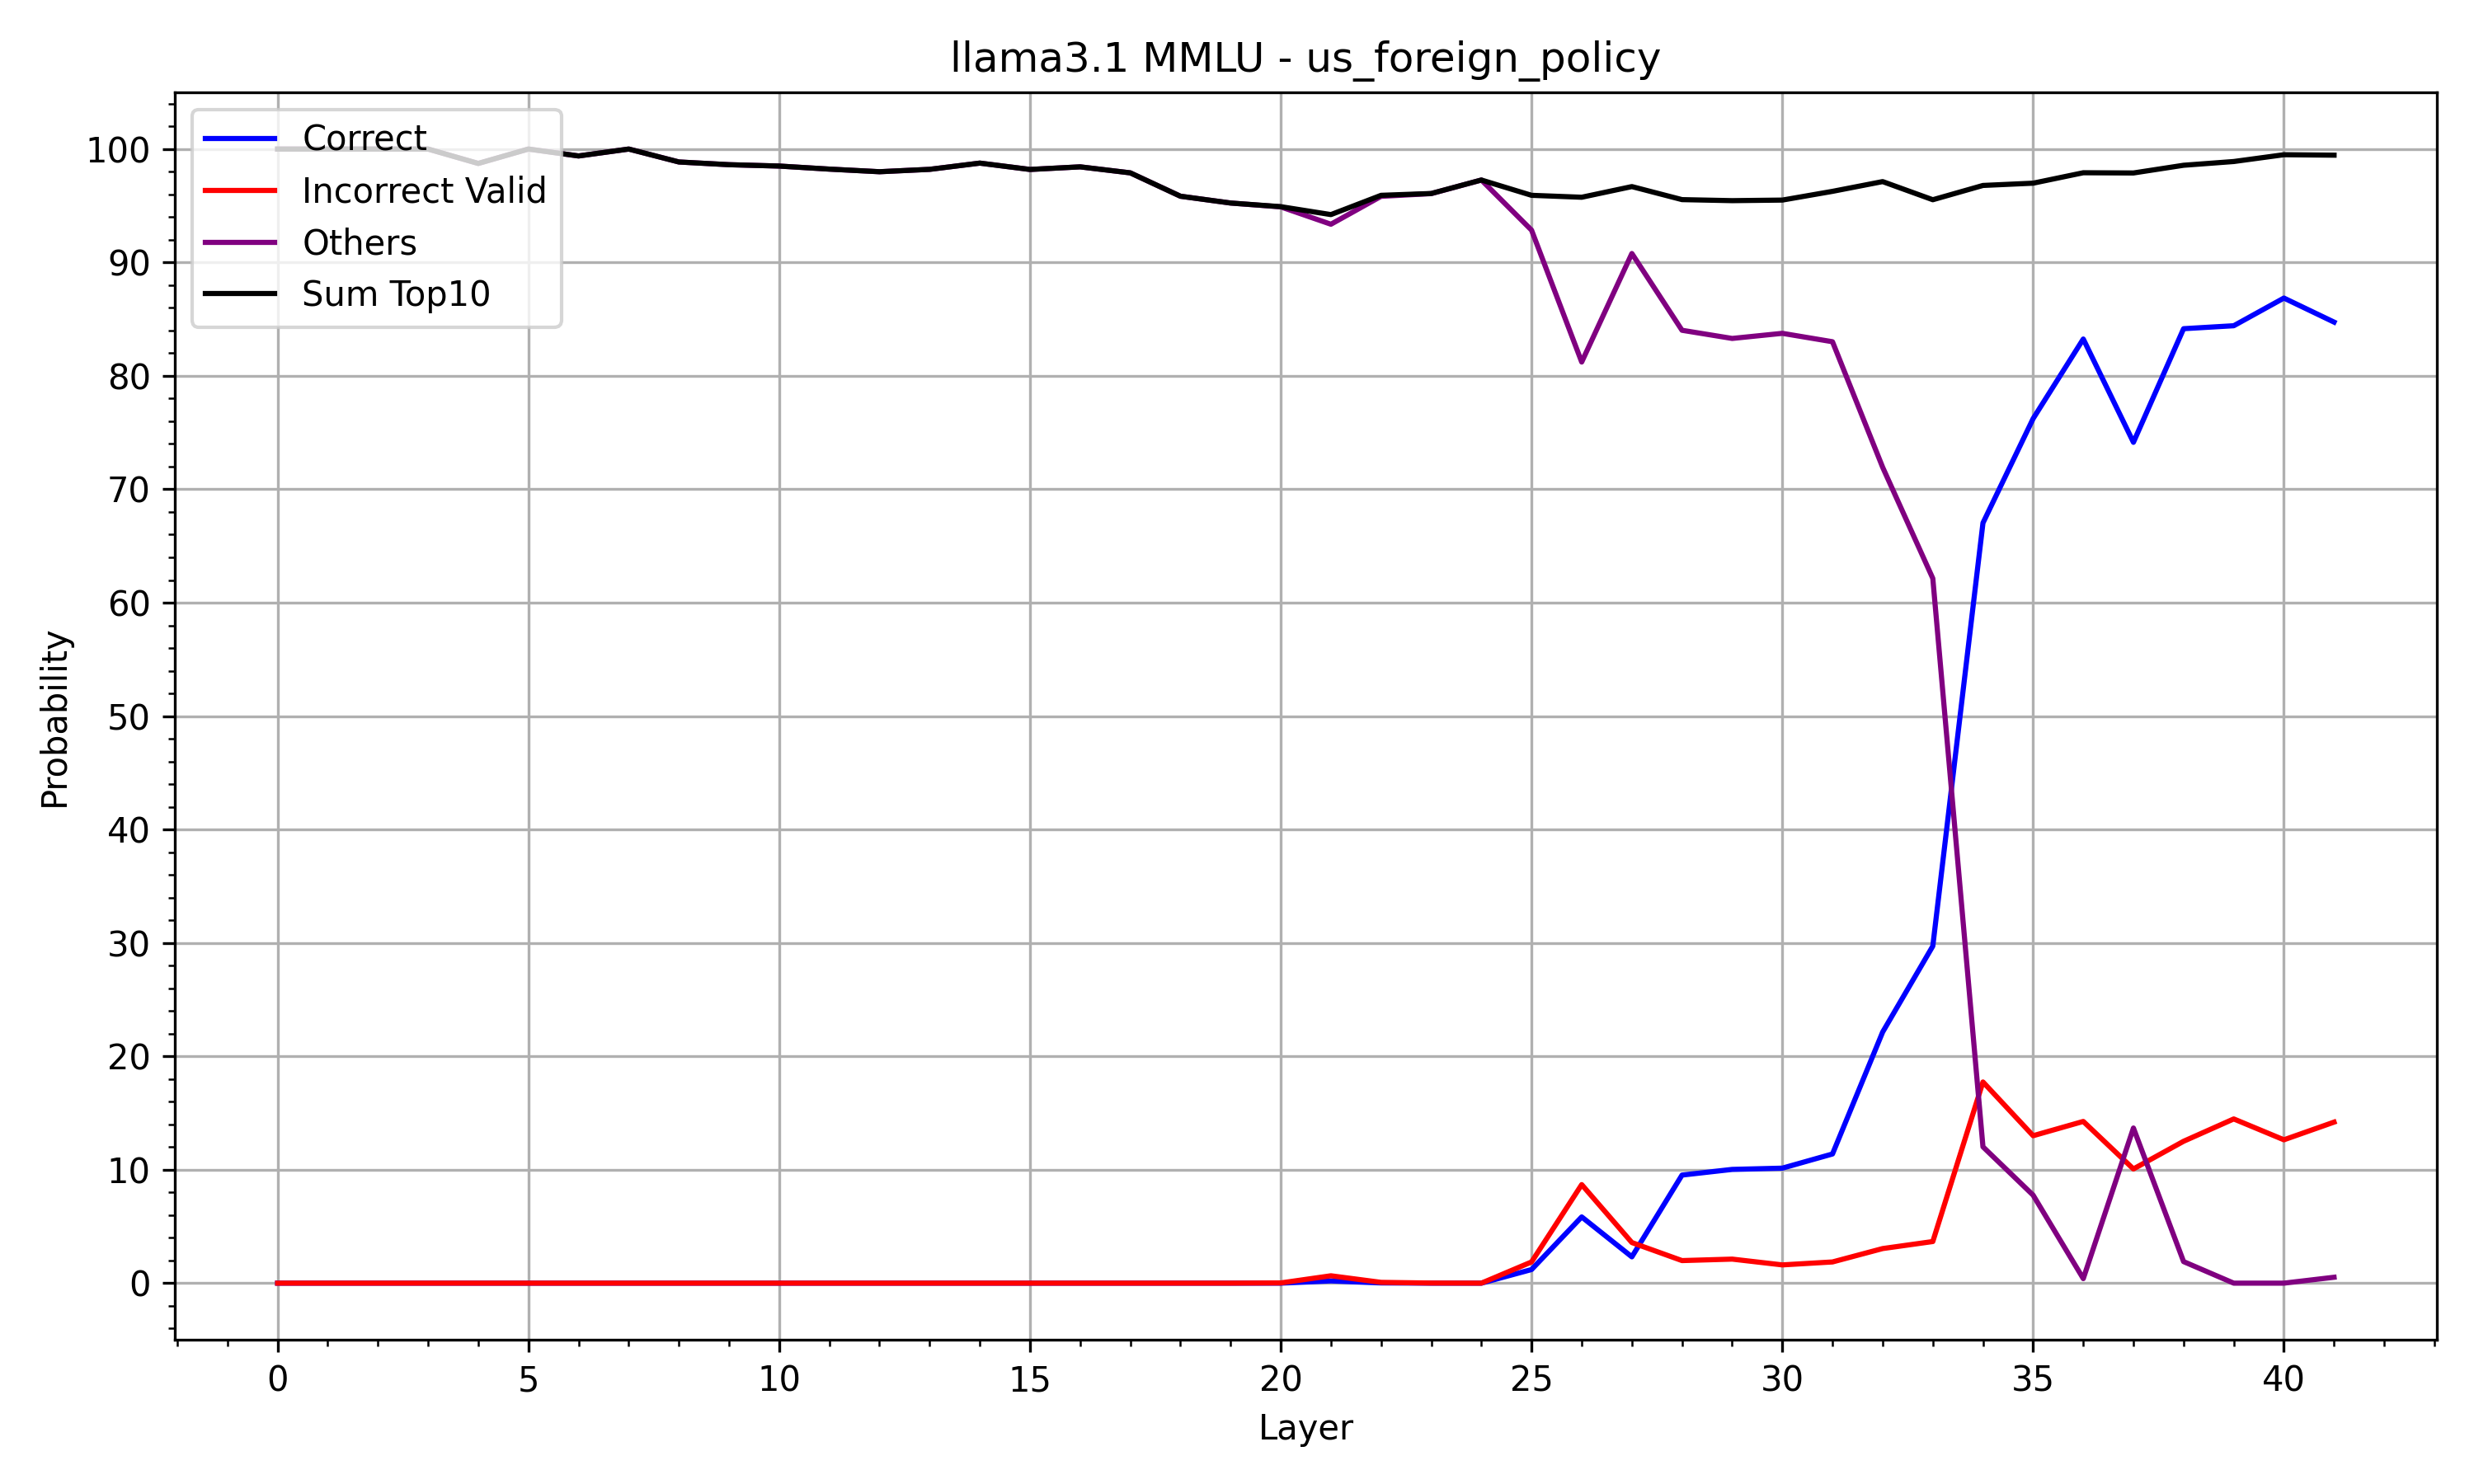 llama3.1 MMLU - us_foreign_policy
Correct
Incorrect Valid
Others
Sum Top10
100
90
80
70
60
50
40
30
20
10
0
Probability
0 5 10 15 20 25 30 35 40
Layer